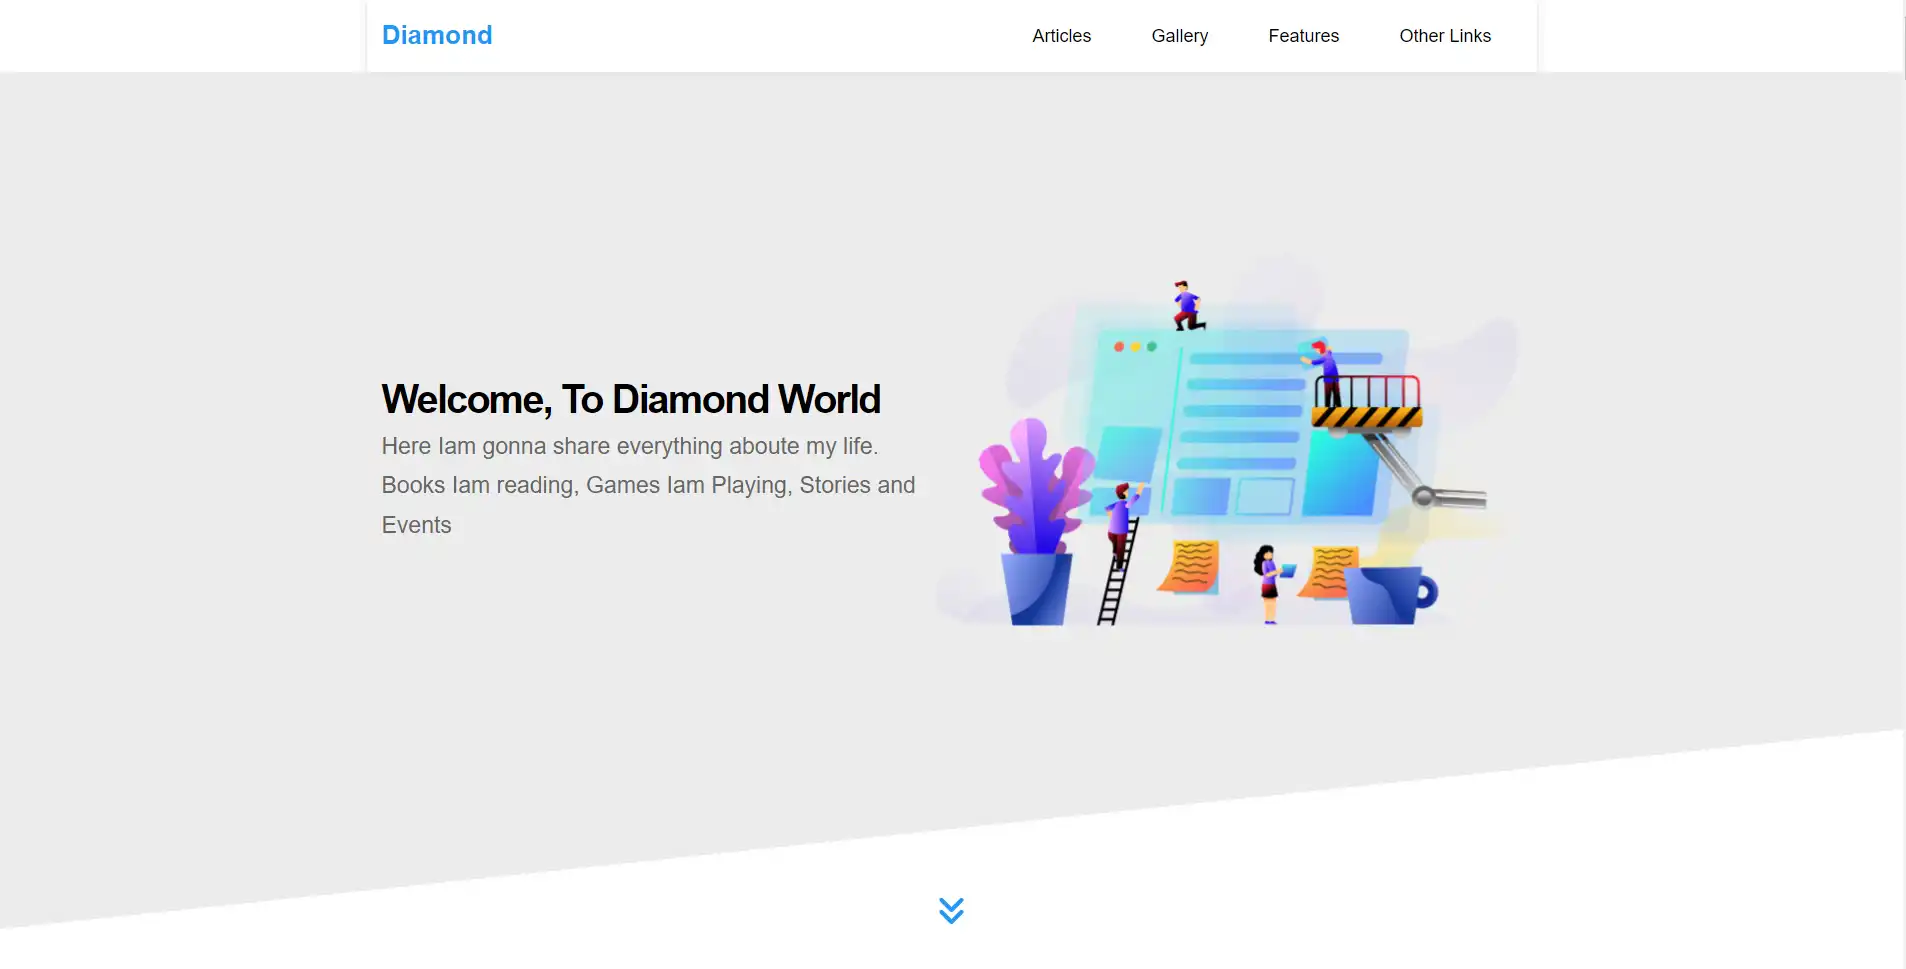 Diamond
Articles
Gallery
Features
Other Links
Welcome, To Diamond World
Here Iam gonna share everything aboute my life.
Books Iam reading, Games Iam Playing, Stories and
Events